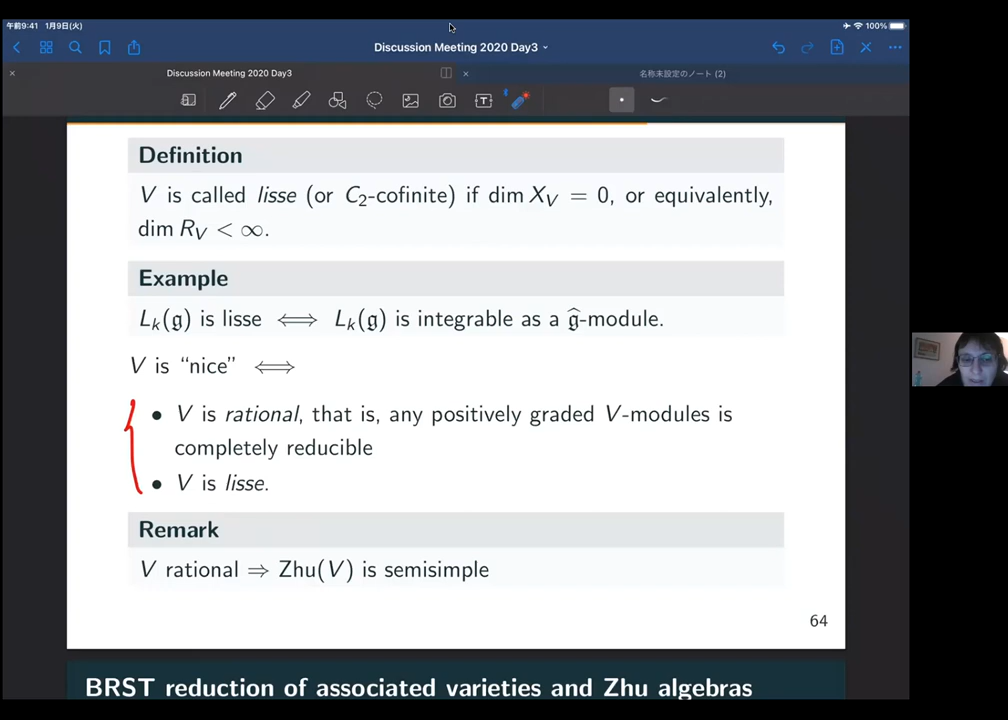 午前9:41 1月9日(火)
100%
Discussion Meeting 2020 Day3
Discussion Meeting 2020 Day3
名称未設定のノート (2)
Definition
V is called lisse (or C₂-cofinite) if dim X_V = 0, or equivalently,
dim R_V < ∞.
Example
L_k(𝔤) is lisse ⟺ L_k(𝔤) is integrable as a 𝔤̂-module.
V is “nice” ⟺
• V is rational, that is, any positively graded V-modules is
completely reducible
• V is lisse.
Remark
V rational ⇒ Zhu(V) is semisimple
64
BRST reduction of associated varieties and Zhu algebras